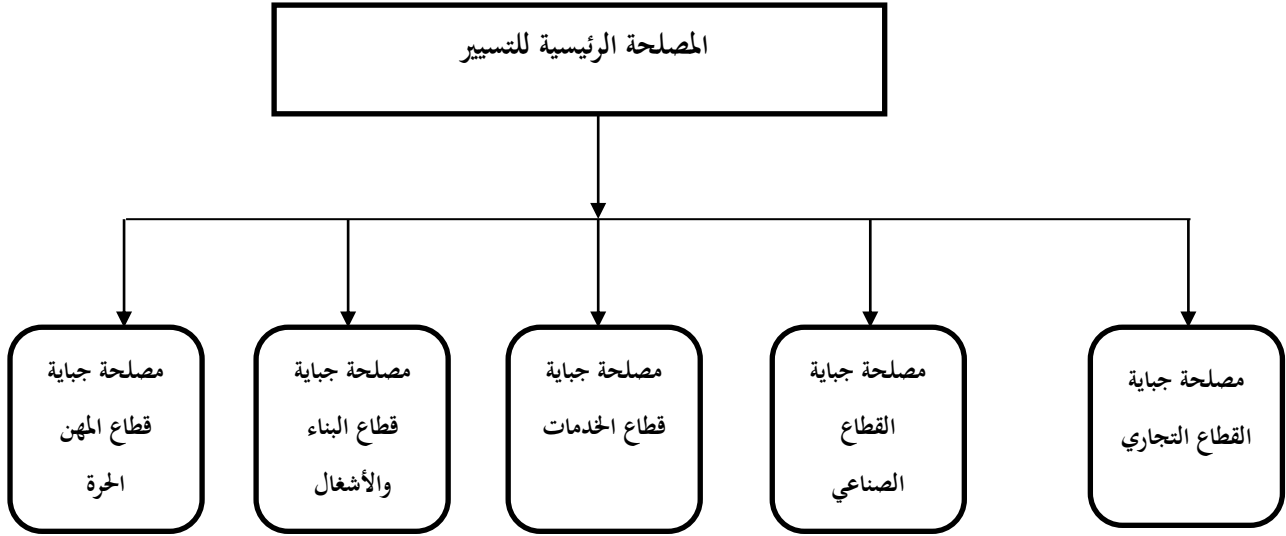 المصلحة الرئيسية للتسيير
مصلحة جباية
القطاع التجاري
مصلحة جباية
القطاع
الصناعي
مصلحة جباية
قطاع الخدمات
مصلحة جباية
قطاع البناء
والأشغال
مصلحة جباية
قطاع المهن
الحرة